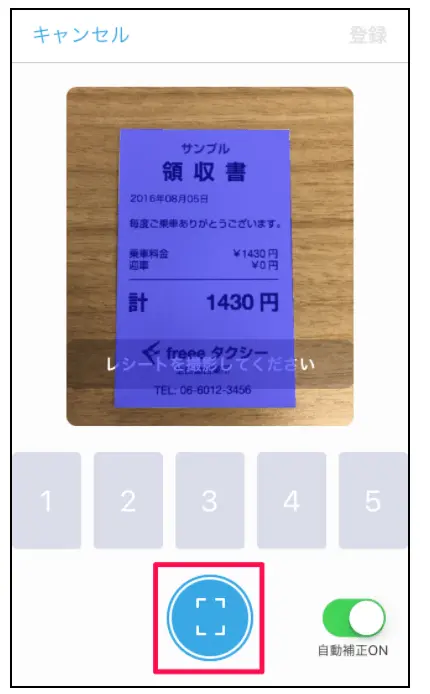 キャンセル
登録
サンプル
領収書
2016年08月05日
毎度ご乗車ありがとうございます。
乗車料金 ¥1430円
迎車 ¥0円
計 1430円
freee タクシー
レシートを撮影してください
TEL: 06-6012-3456
1 2 3 4 5
自動補正ON